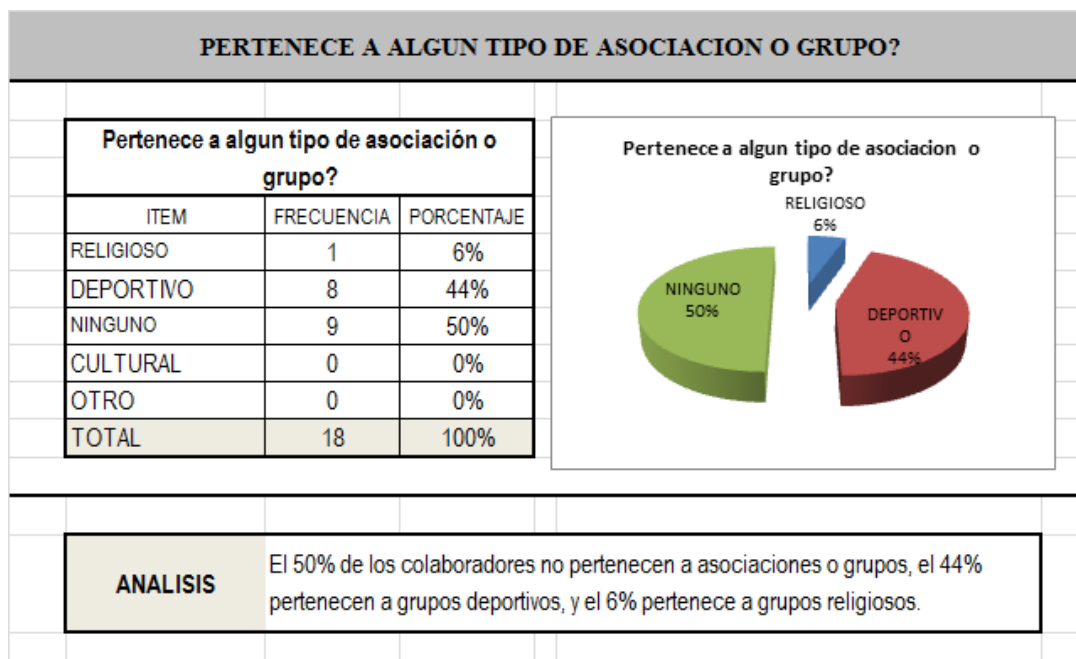 PERTENECE A ALGUN TIPO DE ASOCIACION O GRUPO?
Pertenece a algun tipo de asociación o
grupo?
ITEM FRECUENCIA PORCENTAJE
RELIGIOSO 1 6%
DEPORTIVO 8 44%
NINGUNO 9 50%
CULTURAL 0 0%
OTRO 0 0%
TOTAL 18 100%
Pertenece a algun tipo de asociacion o
grupo?
RELIGIOSO
6%
NINGUNO
50%
DEPORTIV
O
44%
ANALISIS
El 50% de los colaboradores no pertenecen a asociaciones o grupos, el 44%
pertenecen a grupos deportivos, y el 6% pertenece a grupos religiosos.